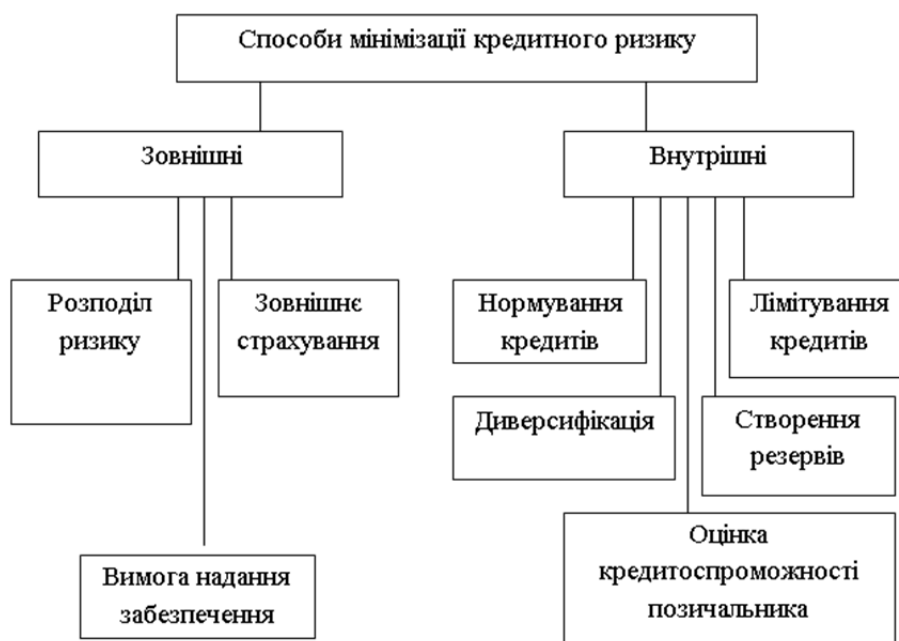 Способи мінімізації кредитного ризику
Зовнішні
Внутрішні
Розподіл
ризику
Зовнішнє
страхування
Нормування
кредитів
Лімітування
кредитів
Диверсифікація
Створення
резервів
Вимога надання
забезпечення
Оцінка
кредитоспроможності
позичальника